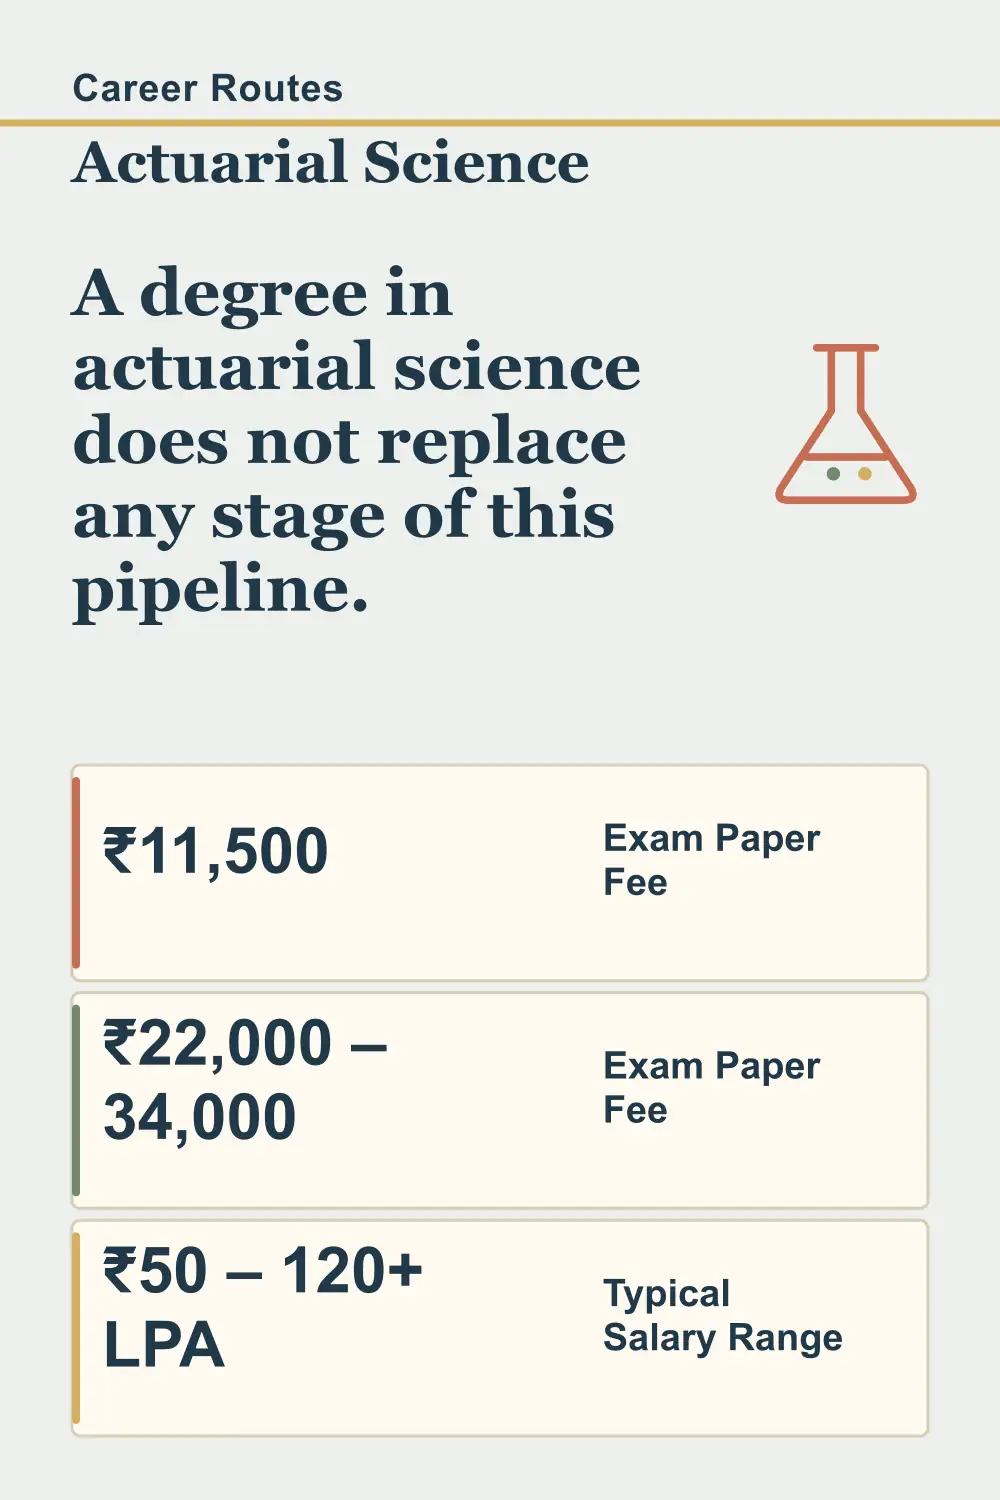 Career Routes
Actuarial Science
A degree in
actuarial science
does not replace
any stage of this
pipeline.
₹11,500
Exam Paper
Fee
₹22,000 –
34,000
Exam Paper
Fee
₹50 – 120+
LPA
Typical
Salary Range